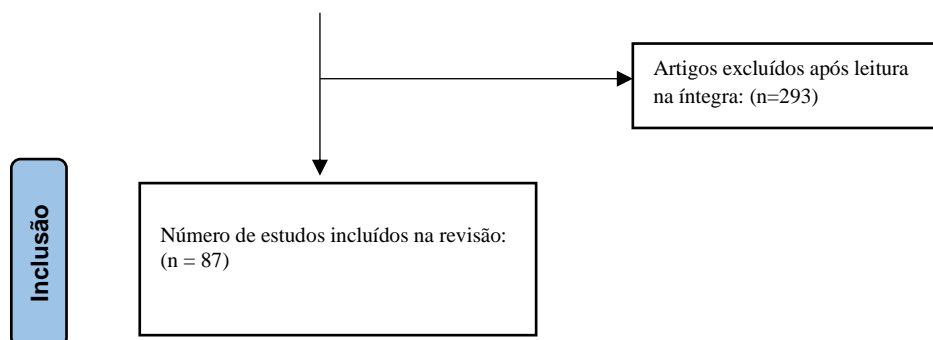 Artigos excluídos após leitura
na íntegra: (n=293)
Inclusão
Número de estudos incluídos na revisão:
(n = 87)